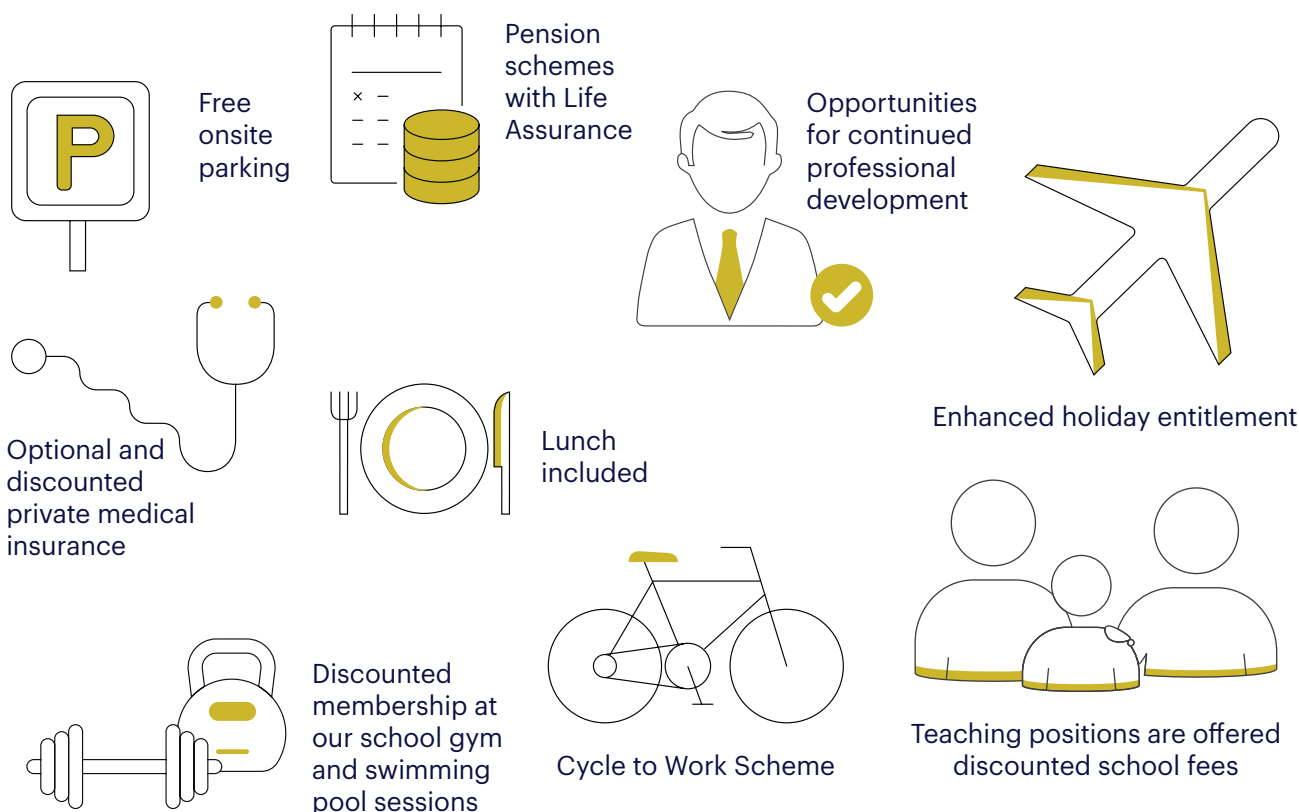 P
Free
onsite
parking
Pension
schemes
with Life
Assurance
Opportunities
for continued
professional
development
Enhanced holiday entitlement
Optional and
discounted
private medical
insurance
Lunch
included
Discounted
membership at
our school gym
and swimming
pool sessions
Cycle to Work Scheme
Teaching positions are offered
discounted school fees